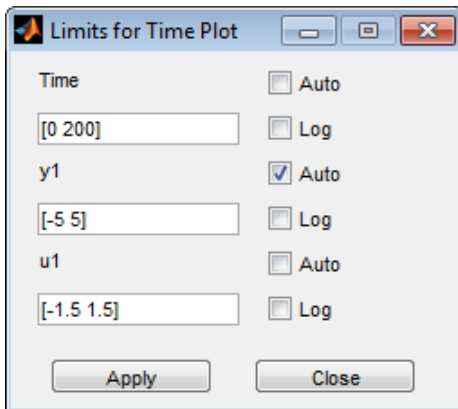 Limits for Time Plot
Time Auto
[0 200] Log
y1 Auto
[-5 5] Log
u1 Auto
[-1.5 1.5] Log
Apply Close